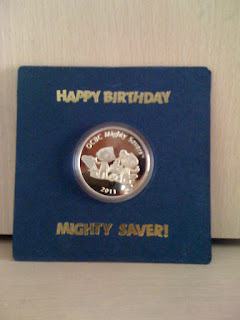 HAPPY BIRTHDAY
OCBC Mighty Savers
2011
MIGHTY SAVER!